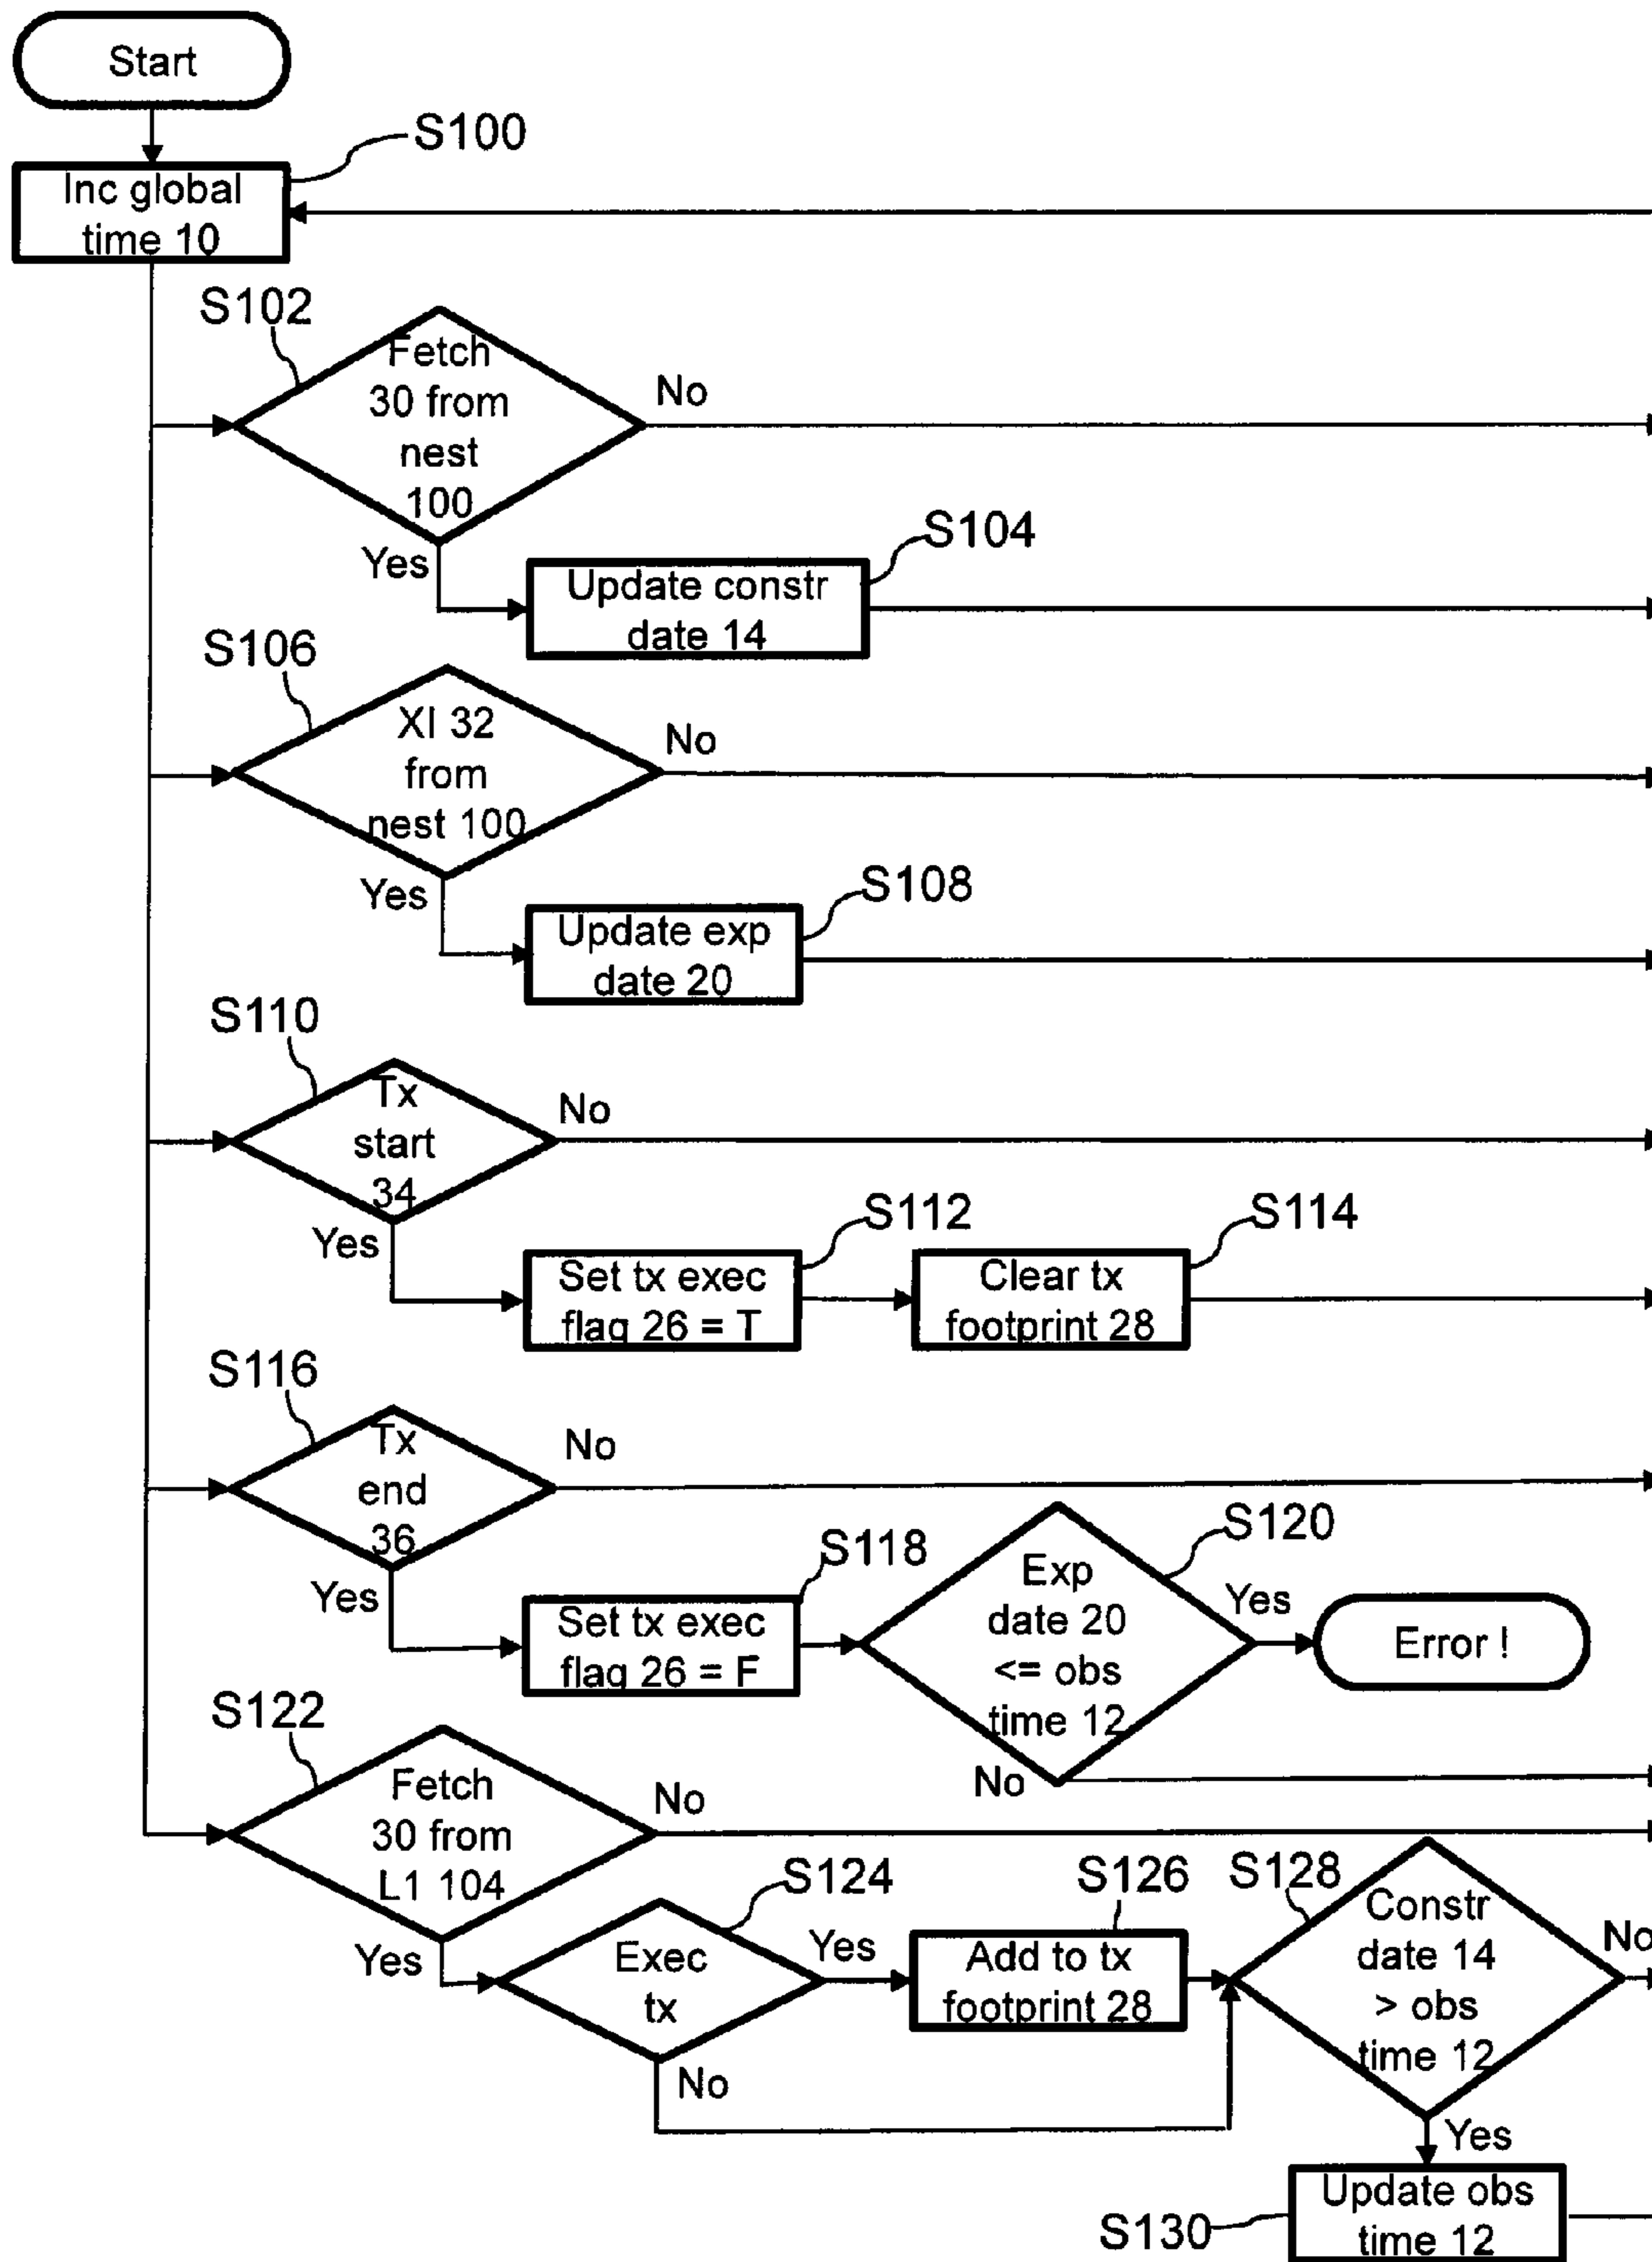 Start
S100
Inc global
time 10
S102
Fetch
30 from
nest
100
No
Yes
S104
Update constr
date 14
S106
XI 32
from
nest 100
No
Yes
S108
Update exp
date 20
S110
Tx
start
34
No
Yes
S112
Set tx exec
flag 26 = T
S114
Clear tx
footprint 28
S116
Tx
end
36
No
Yes
S118
Set tx exec
flag 26 = F
S120
Exp
date 20
<= obs
time 12
Yes
Error !
No
S122
Fetch
30 from
L1 104
No
Yes
S124
Exec
tx
Yes
No
S126
Add to tx
footprint 28
S128
Constr
date 14
> obs
time 12
No
Yes
S130
Update obs
time 12